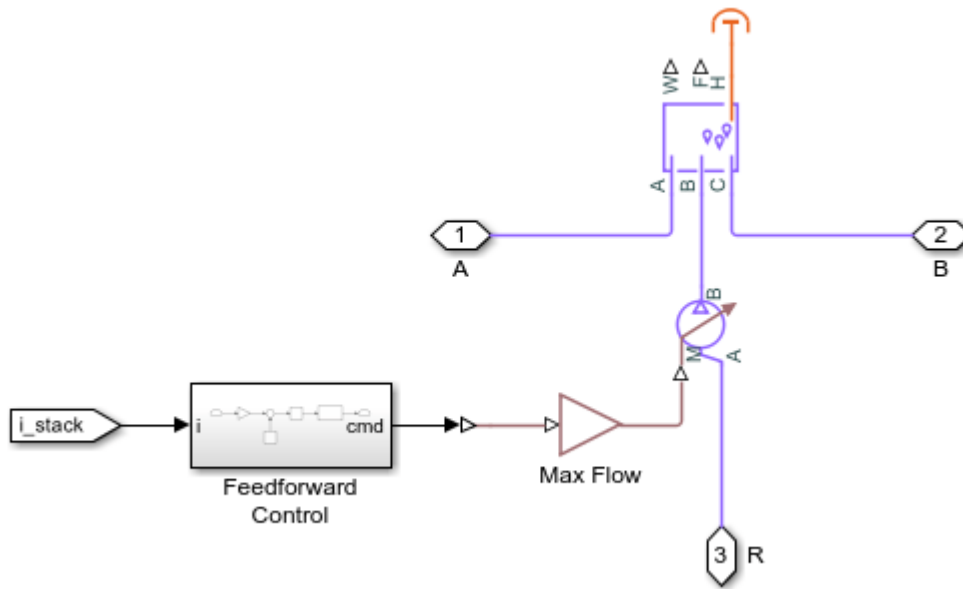 W F H
A B C
1
A
2
B
B
M A
i_stack
i
cmd
Feedforward
Control
Max Flow
3 R